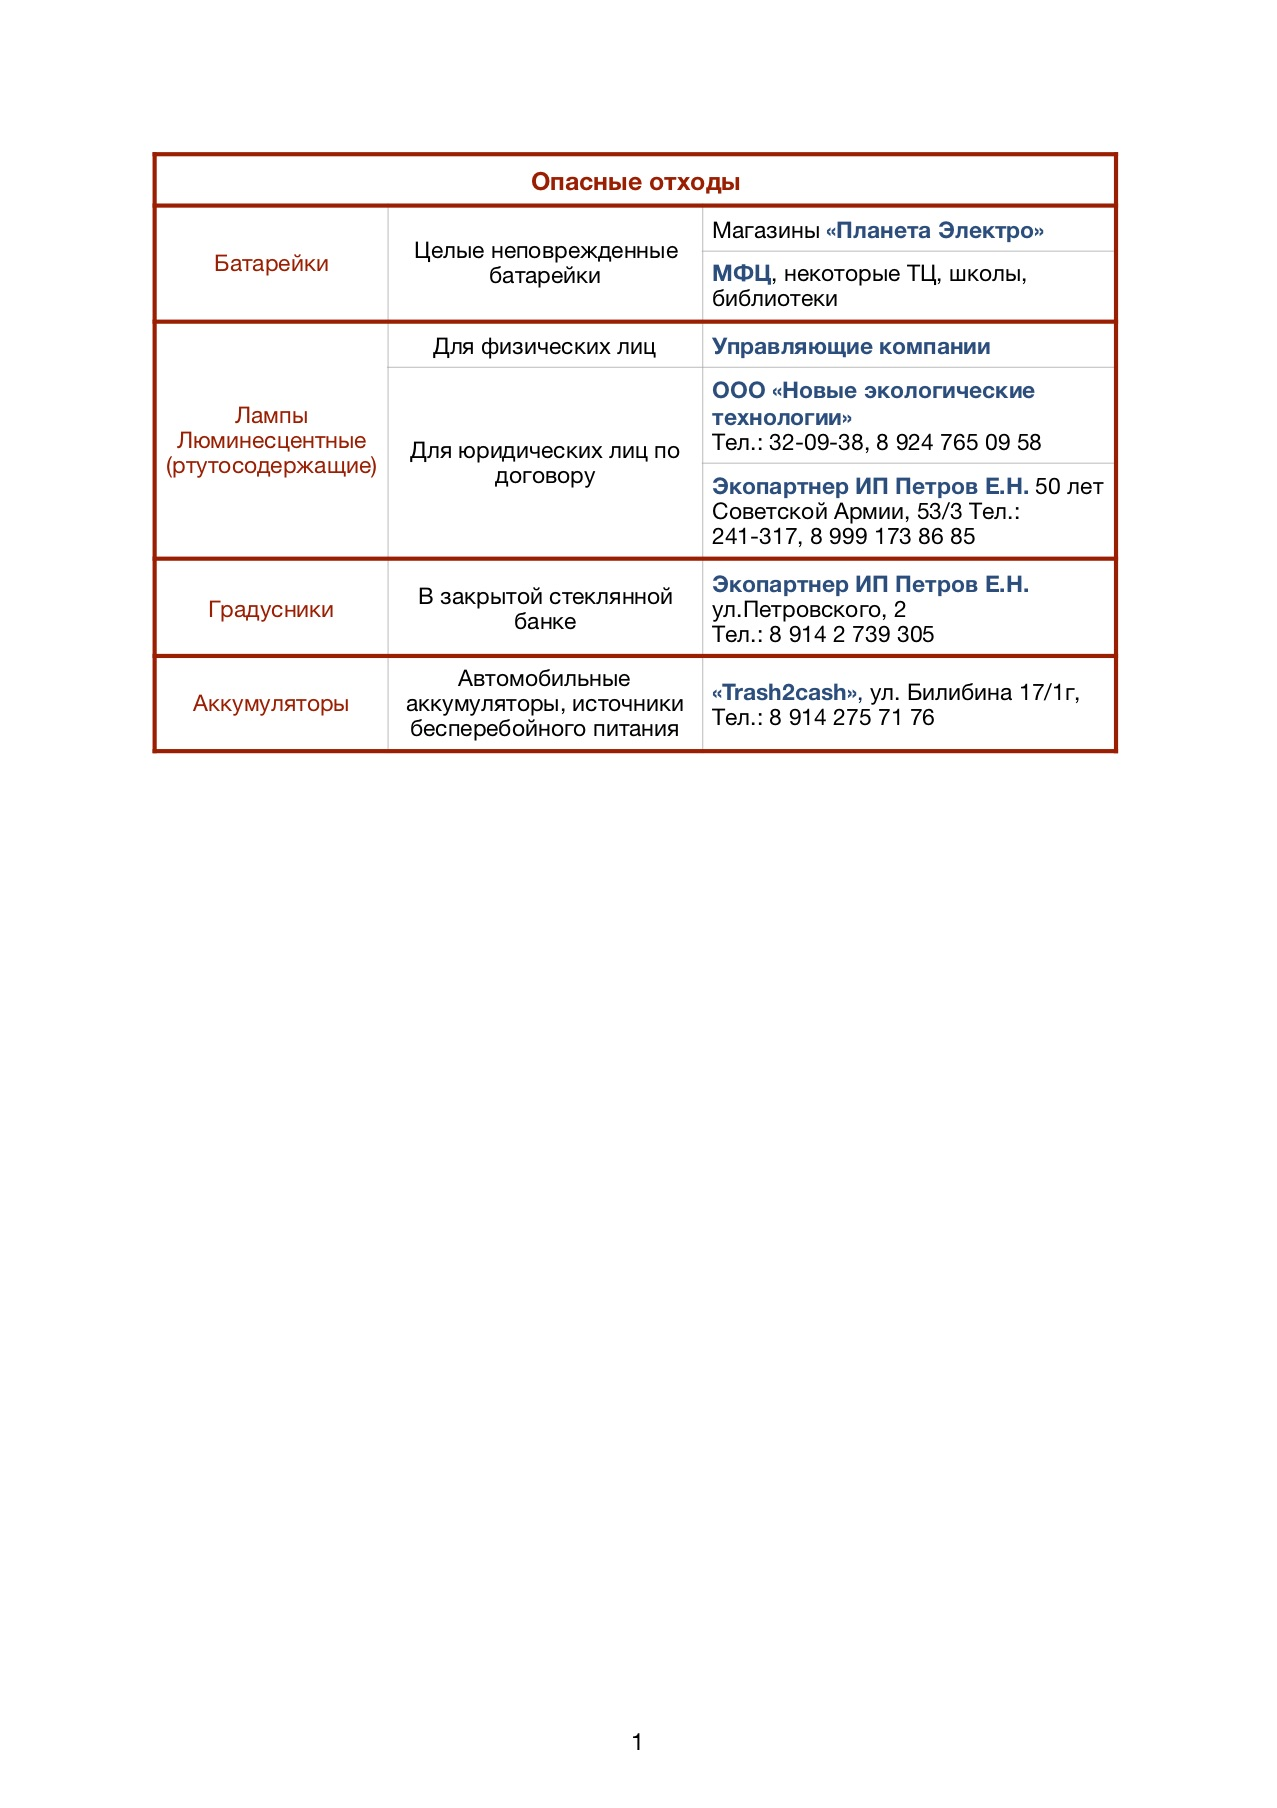 Опасные отходы
Батарейки
Целые неповрежденные
батарейки
Магазины «Планета Электро»
МФЦ, некоторые ТЦ, школы,
библиотеки
Лампы
Люминесцентные
(ртутосодержащие)
Для физических лиц
Управляющие компании
Для юридических лиц по
договору
ООО «Новые экологические
технологии»
Тел.: 32-09-38, 8 924 765 09 58
Экопартнер ИП Петров Е.Н. 50 лет
Советской Армии, 53/3 Тел.:
241-317, 8 999 173 86 85
Градусники
В закрытой стеклянной
банке
Экопартнер ИП Петров Е.Н.
ул.Петровского, 2
Тел.: 8 914 2 739 305
Аккумуляторы
Автомобильные
аккумуляторы, источники
бесперебойного питания
«Trash2cash», ул. Билибина 17/1г,
Тел.: 8 914 275 71 76
1